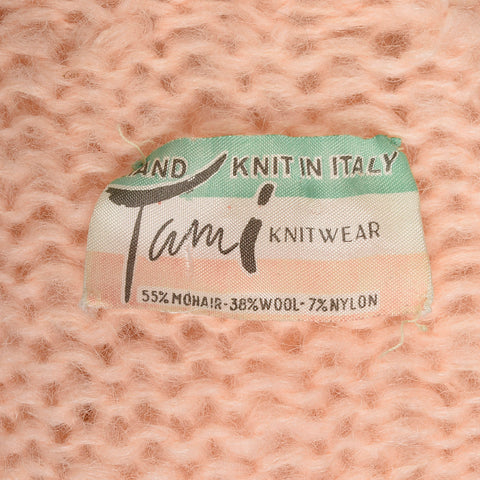 AND KNIT IN ITALY
Tami KNITWEAR
55% MOHAIR-38% WOOL-7% NYLON